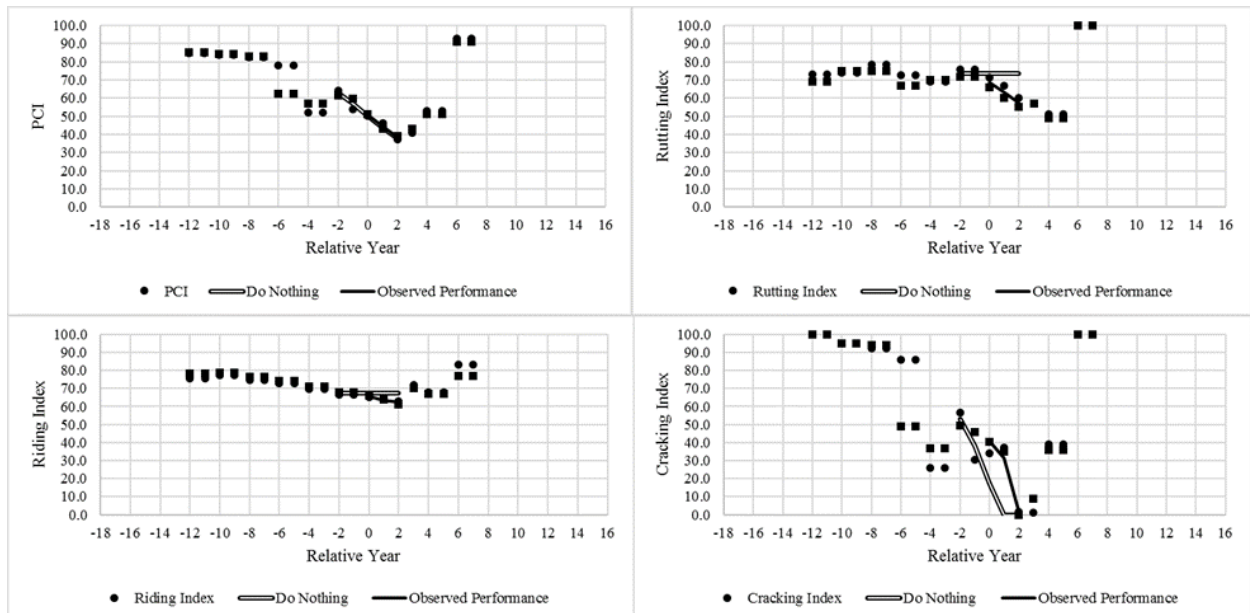 100.0
90.0
80.0
70.0
60.0
50.0
40.0
30.0
20.0
10.0
0.0
PCI
-18 -16 -14 -12 -10 -8 -6 -4 -2 0 2 4 6 8 10 12 14 16
Relative Year
PCI Do Nothing Observed Performance
100.0
90.0
80.0
70.0
60.0
50.0
40.0
30.0
20.0
10.0
0.0
Rutting Index
-18 -16 -14 -12 -10 -8 -6 -4 -2 0 2 4 6 8 10 12 14 16
Relative Year
Rutting Index Do Nothing Observed Performance
100.0
90.0
80.0
70.0
60.0
50.0
40.0
30.0
20.0
10.0
0.0
Riding Index
-18 -16 -14 -12 -10 -8 -6 -4 -2 0 2 4 6 8 10 12 14 16
Relative Year
Riding Index Do Nothing Observed Performance
100.0
90.0
80.0
70.0
60.0
50.0
40.0
30.0
20.0
10.0
0.0
Cracking Index
-18 -16 -14 -12 -10 -8 -6 -4 -2 0 2 4 6 8 10 12 14 16
Relative Year
Cracking Index Do Nothing Observed Performance